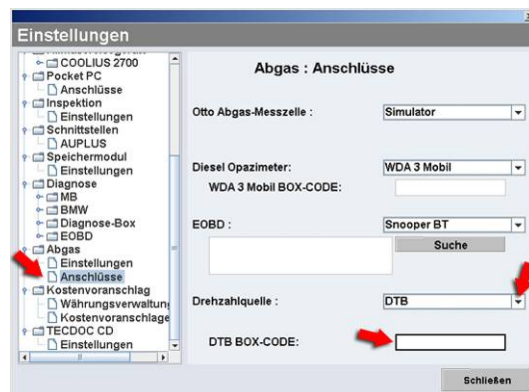 Einstellungen
COOLIUS 2700
Pocket PC
Anschlüsse
Inspektion
Einstellungen
Schnittstellen
AUPLUS
Speichermodul
Einstellungen
Diagnose
MB
BMW
Diagnose-Box
EOBD
Abgas
Einstellungen
Anschlüsse
Kostenvoranschlag
Währungsverwaltun
Kostenvoranschlage
TECDOC CD
Einstellungen
Abgas : Anschlüsse
Otto Abgas-Messzelle : Simulator
Diesel Opazimeter: WDA 3 Mobil
WDA 3 Mobil BOX-CODE:
EOBD : Snooper BT
Suche
Drehzahlquelle : DTB
DTB BOX-CODE:
Schließen